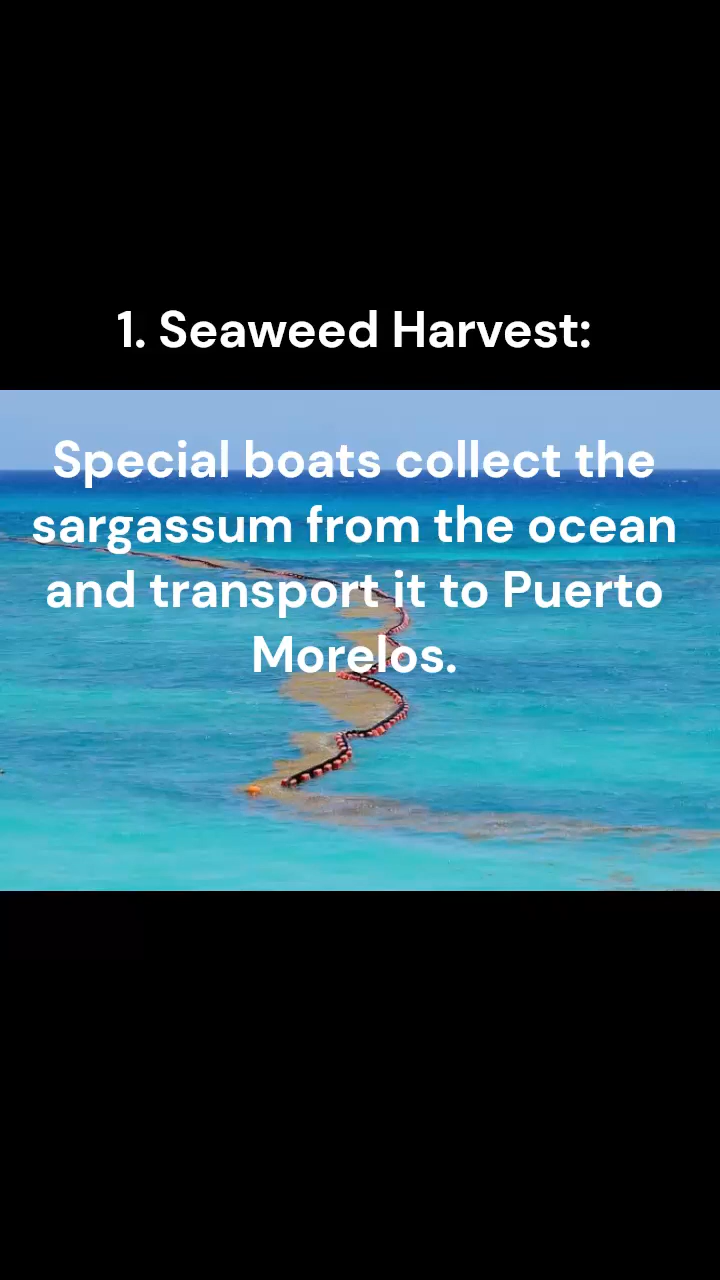 1. Seaweed Harvest:
Special boats collect the
sargassum from the ocean
and transport it to Puerto
Morelos.